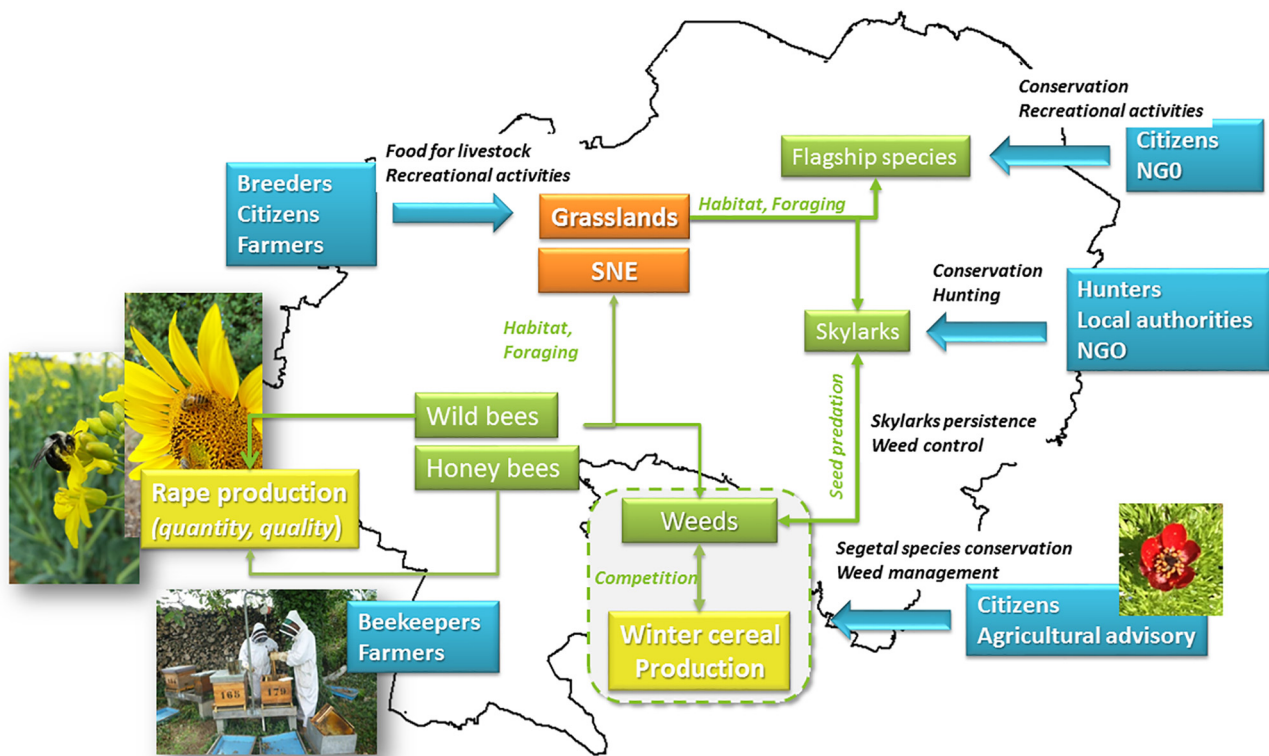 Conservation
Recreational activities
Citizens
NG0
Flagship species
Food for livestock
Recreational activities
Breeders
Citizens
Farmers
Grasslands
Habitat, Foraging
SNE
Conservation
Hunting
Hunters
Local authorities
NGO
Skylarks
Habitat,
Foraging
Wild bees
Honey bees
Seed predation
Skylarks persistence
Weed control
Rape production
(quantity, quality)
Weeds
Segetal species conservation
Weed management
Competition
Citizens
Agricultural advisory
Beekeepers
Farmers
Winter cereal
Production
165
179